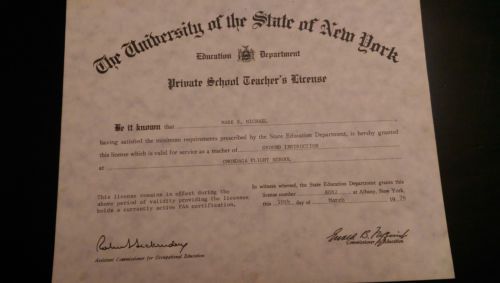 The University of the State of New York
Education Department
Private School Teacher's License
Be it known that MARK E. MICHAEL
having satisfied the minimum requirements prescribed by the State Education Department, is hereby granted
this license which is valid for service as a teacher of GROUND INSTRUCTION
at ONONDAGA FLIGHT SCHOOL
This license remains in effect during the
above period of validity providing the licensee
holds a currently active FAA certification.
In witness whereof, the State Education Department grants this
license number at Albany, New York
this day of March 19 76
Assistant Commissioner for Occupational Education
Commissioner of Education